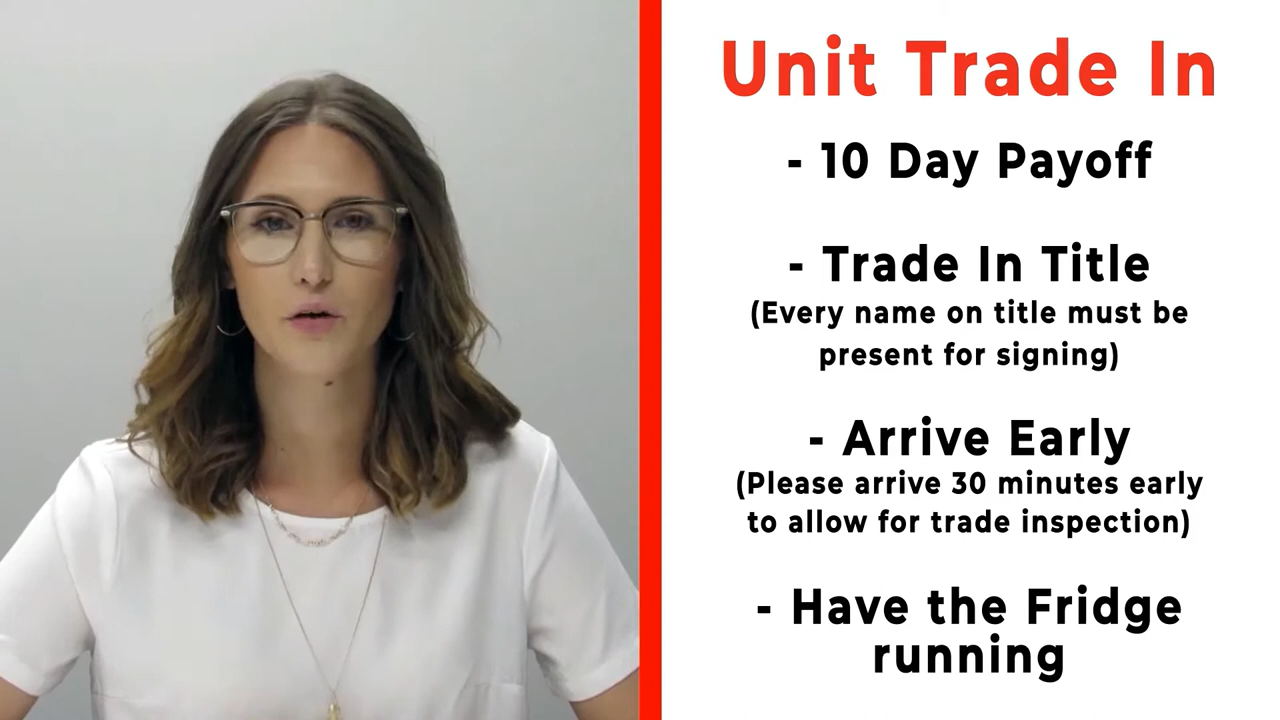 Unit Trade In
- 10 Day Payoff
- Trade In Title
(Every name on title must be
present for signing)
- Arrive Early
(Please arrive 30 minutes early
to allow for trade inspection)
- Have the Fridge
running